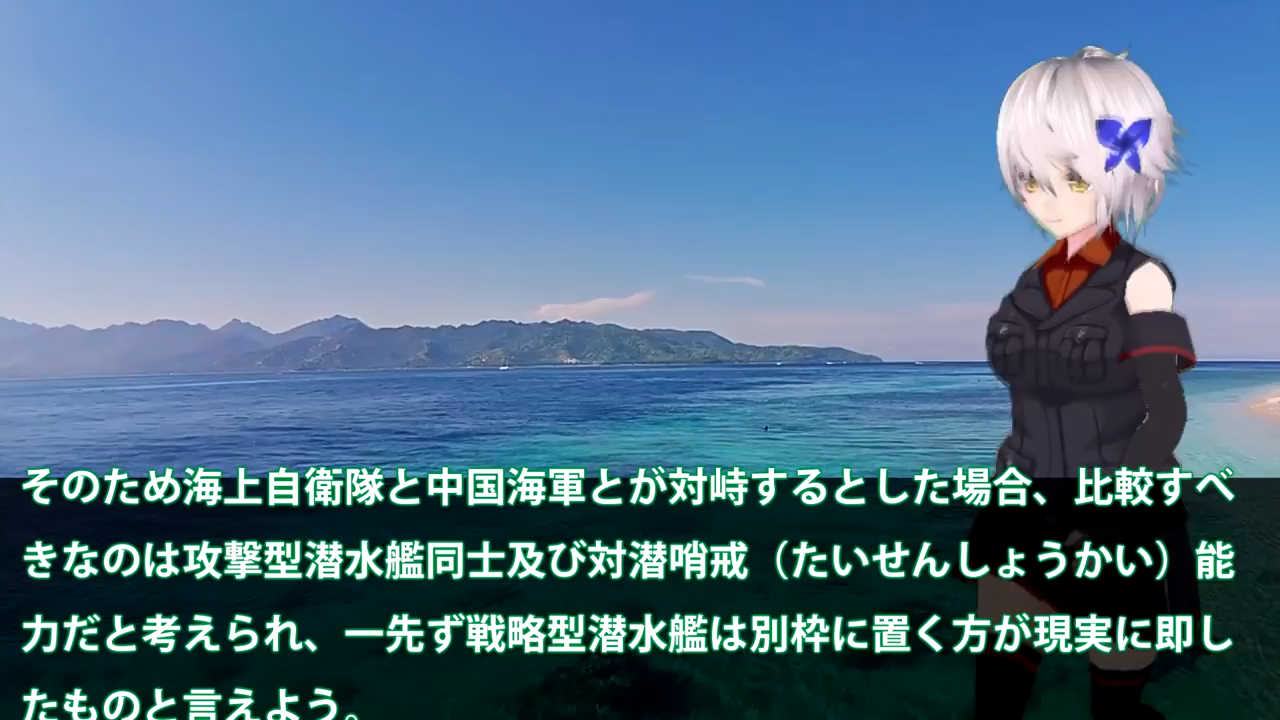 そのため海上自衛隊と中国海軍とが対峙するとした場合、比較すべ
きなのは攻撃型潜水艦同士及び対潜哨戒（たいせんしょうかい）能
力だと考えられ、一先ず戦略型潜水艦は別枠に置く方が現実に即し
たものと言えよう。